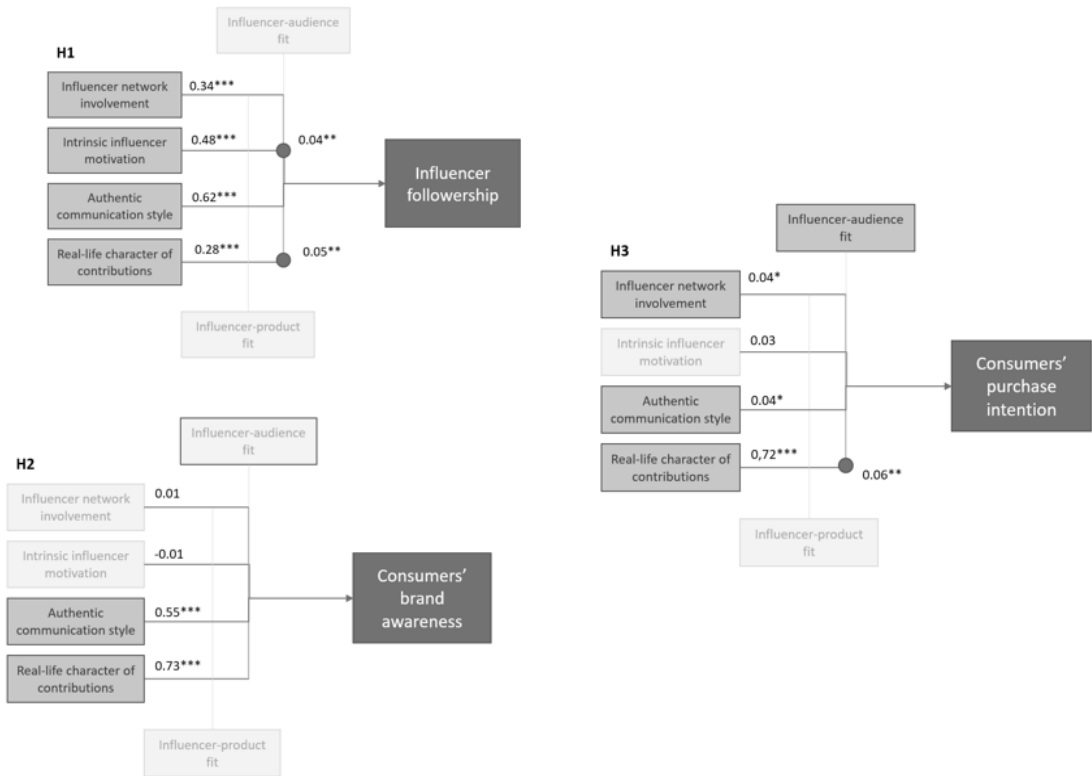 Influencer-audience
fit
H1
Influencer network
involvement
0.34***
Intrinsic influencer
motivation
0.48***
0.04**
Authentic
communication style
0.62***
Real-life character of
contributions
0.28***
0.05**
Influencer
followership
Influencer-product
fit
Influencer-audience
fit
H2
Influencer network
involvement
0.01
Intrinsic influencer
motivation
-0.01
Authentic
communication style
0.55***
Real-life character of
contributions
0.73***
Consumers'
brand
awareness
Influencer-product
fit
Influencer-audience
fit
H3
Influencer network
involvement
0.04*
Intrinsic influencer
motivation
0.03
Authentic
communication style
0.04*
Real-life character of
contributions
0,72***
0.06**
Consumers'
purchase
intention
Influencer-product
fit